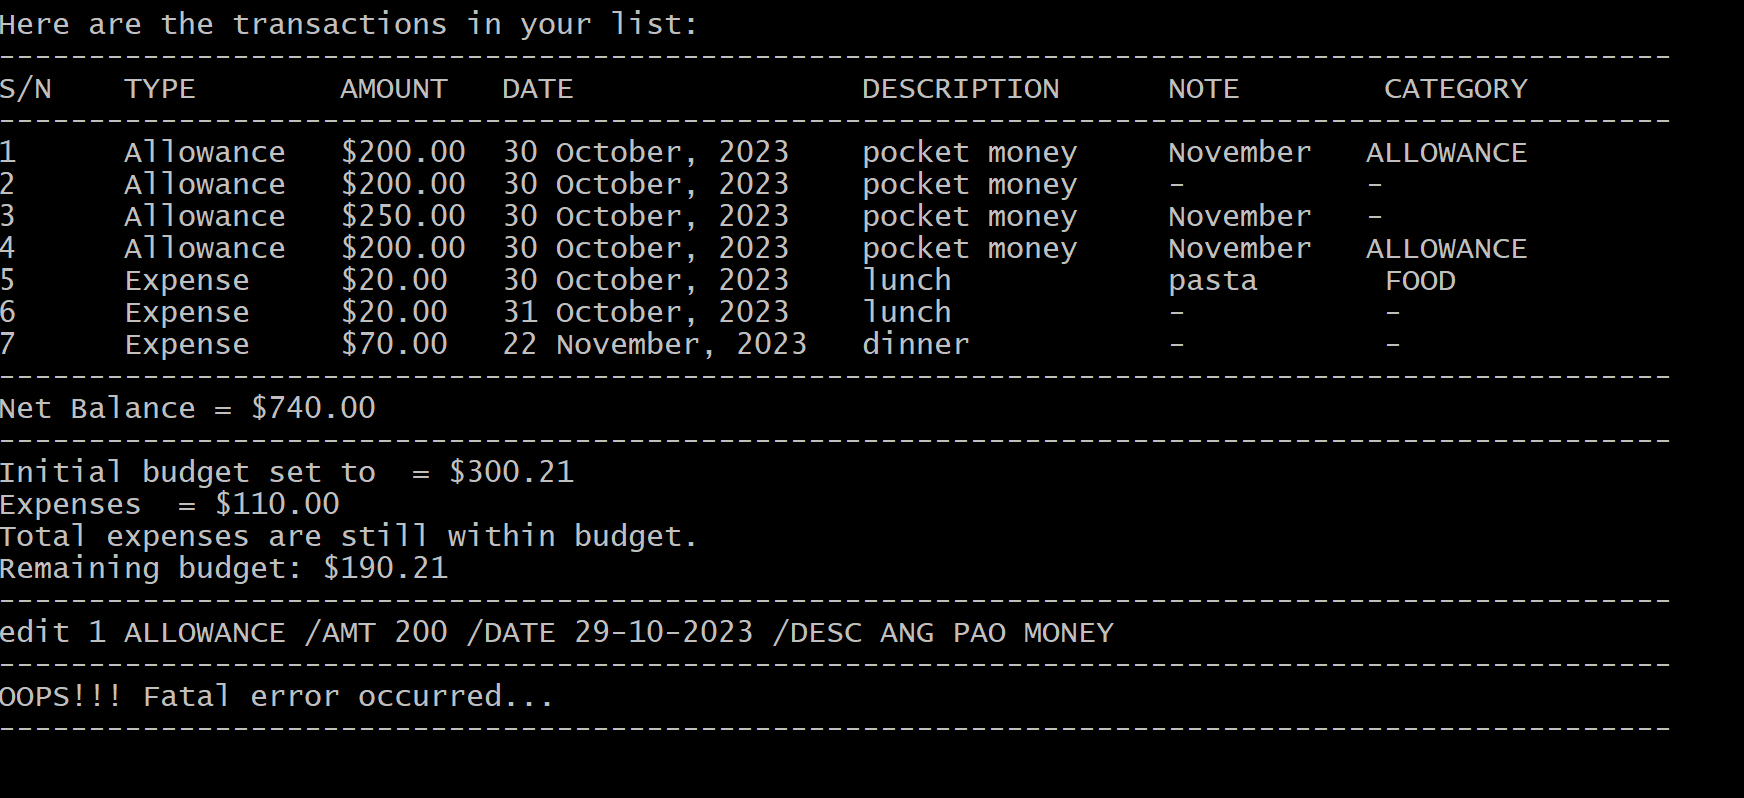 Here are the transactions in your list:
---------------------------------------------------------------------------------------------
S/N    TYPE        AMOUNT   DATE                DESCRIPTION      NOTE        CATEGORY
---------------------------------------------------------------------------------------------
1      Allowance   $200.00  30 October, 2023    pocket money     November   ALLOWANCE
2      Allowance   $200.00  30 October, 2023    pocket money     -          -
3      Allowance   $250.00  30 October, 2023    pocket money     November   -
4      Allowance   $200.00  30 October, 2023    pocket money     November   ALLOWANCE
5      Expense     $20.00   30 October, 2023    lunch            pasta       FOOD
6      Expense     $20.00   31 October, 2023    lunch            -           -
7      Expense     $70.00   22 November, 2023   dinner           -           -
---------------------------------------------------------------------------------------------
Net Balance = $740.00
---------------------------------------------------------------------------------------------
Initial budget set to  = $300.21
Expenses  = $110.00
Total expenses are still within budget.
Remaining budget: $190.21
---------------------------------------------------------------------------------------------
edit 1 ALLOWANCE /AMT 200 /DATE 29-10-2023 /DESC ANG PAO MONEY
---------------------------------------------------------------------------------------------
OOPS!!! Fatal error occurred...
---------------------------------------------------------------------------------------------